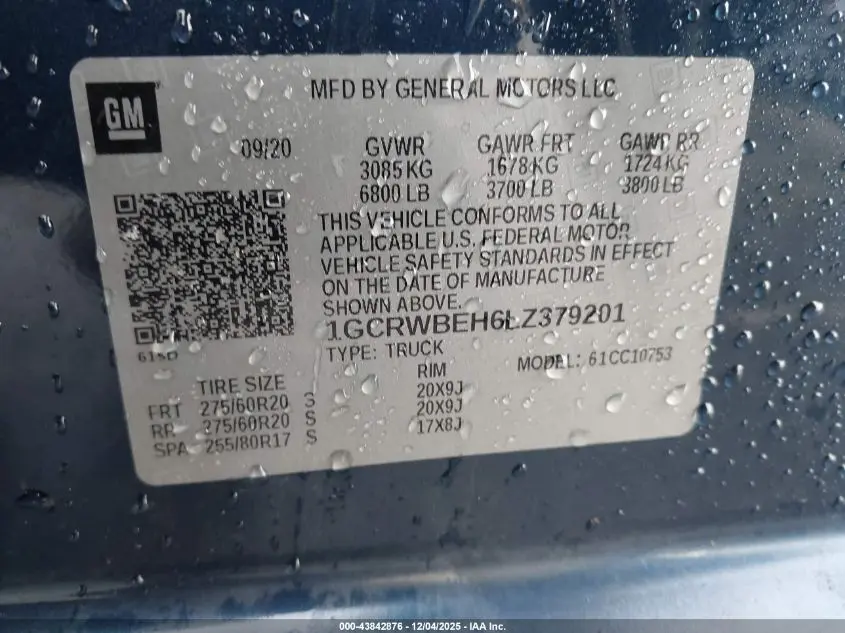 GM
MFD BY GENERAL MOTORS LLC
09/20 GVWR GAWR FRT GAWR RR
3085 KG 1678 KG 1724 KG
6800 LB 3700 LB 3800 LB
THIS VEHICLE CONFORMS TO ALL
APPLICABLE U.S. FEDERAL MOTOR
VEHICLE SAFETY STANDARDS IN EFFECT
ON THE DATE OF MANUFACTURE
SHOWN ABOVE.
1GCRWBEH6LZ379201
TYPE: TRUCK MODEL: 61CC10753
TIRE SIZE RIM
FRT 275/60R20 S 20X9J
RR 275/60R20 S 20X9J
SPA 255/80R17 S 17X8J
000-43842876 - 12/04/2025 - IAA Inc.